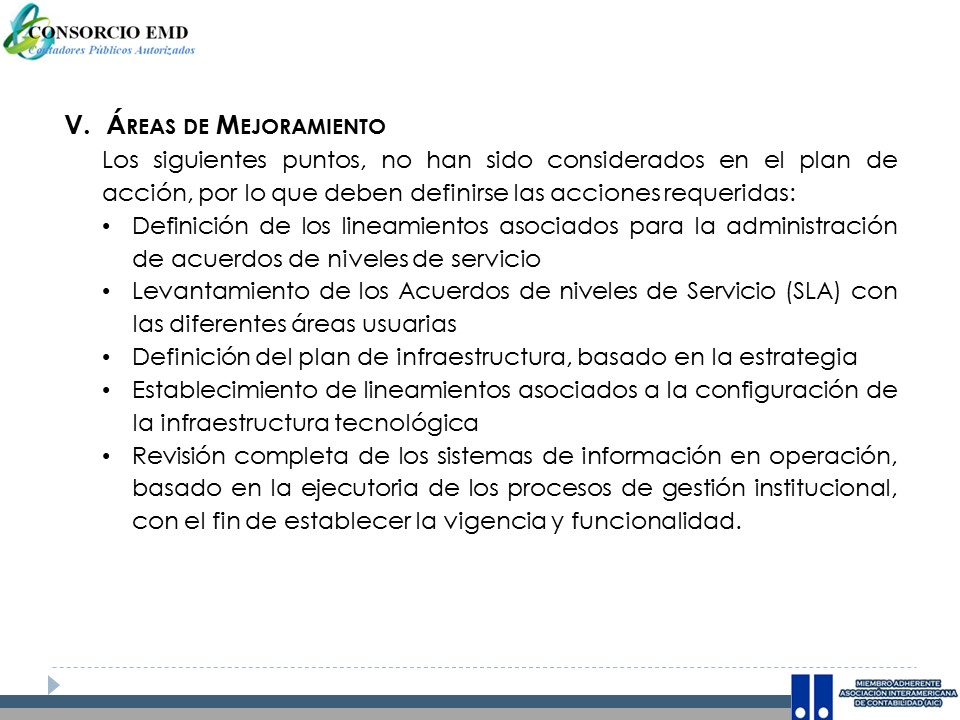 CONSORCIO EMD
Contadores Públicos Autorizados
V. ÁREAS DE MEJORAMIENTO
Los siguientes puntos, no han sido considerados en el plan de
acción, por lo que deben definirse las acciones requeridas:
• Definición de los lineamientos asociados para la administración
de acuerdos de niveles de servicio
• Levantamiento de los Acuerdos de niveles de Servicio (SLA) con
las diferentes áreas usuarias
• Definición del plan de infraestructura, basado en la estrategia
• Establecimiento de lineamientos asociados a la configuración de
la infraestructura tecnológica
• Revisión completa de los sistemas de información en operación,
basado en la ejecutoria de los procesos de gestión institucional,
con el fin de establecer la vigencia y funcionalidad.
MIEMBRO ADHERENTE
ASOCIACIÓN INTERAMERICANA
DE CONTABILIDAD (AIC)